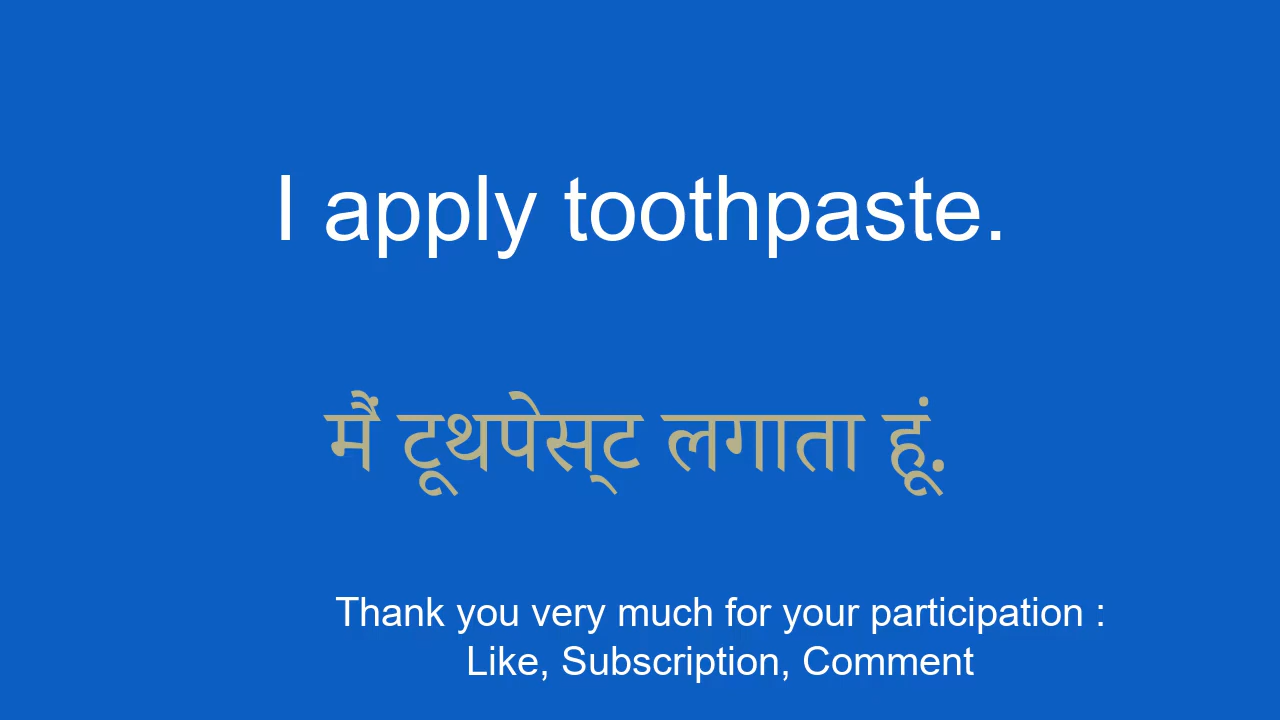 I apply toothpaste.
मैं टूथपेस्ट लगाता हूं.
Thank you very much for your participation :
Like, Subscription, Comment